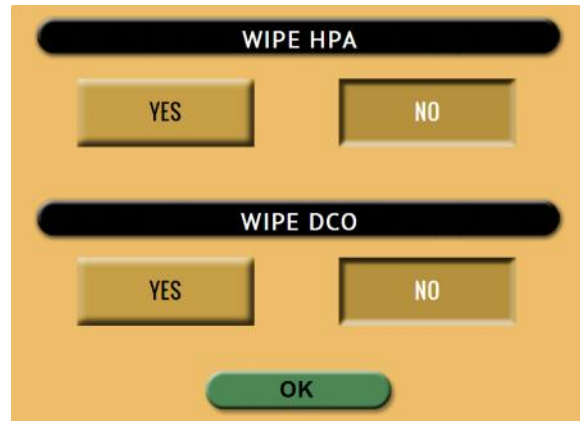 WIPE HPA
YES NO
WIPE DCO
YES NO
OK